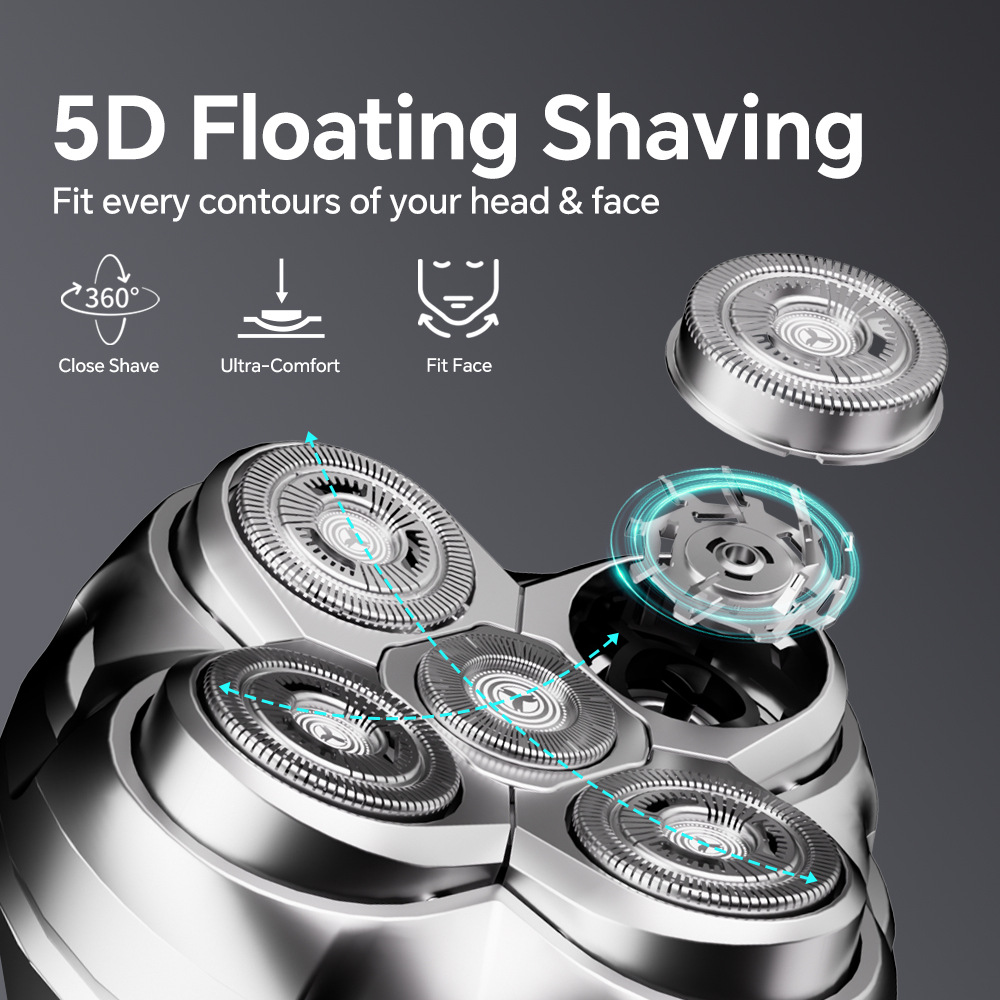 5D Floating Shaving
Fit every contours of your head & face
360°
Close Shave
Ultra-Comfort
Fit Face